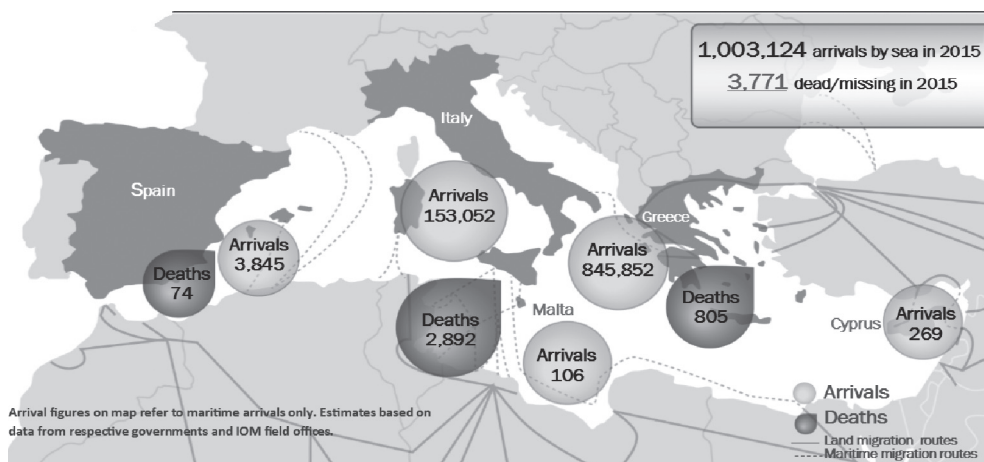 1,003,124 arrivals by sea in 2015
3,771 dead/missing in 2015
Italy
Spain
Arrivals
153,052
Greece
Arrivals
3,845
Arrivals
845,852
Deaths
74
Deaths
805
Malta
Deaths
2,892
Cyprus
Arrivals
269
Arrivals
106
Arrivals
Deaths
Land migration routes
Maritime migration routes
Arrival figures on map refer to maritime arrivals only. Estimates based on
data from respective governments and IOM field offices.